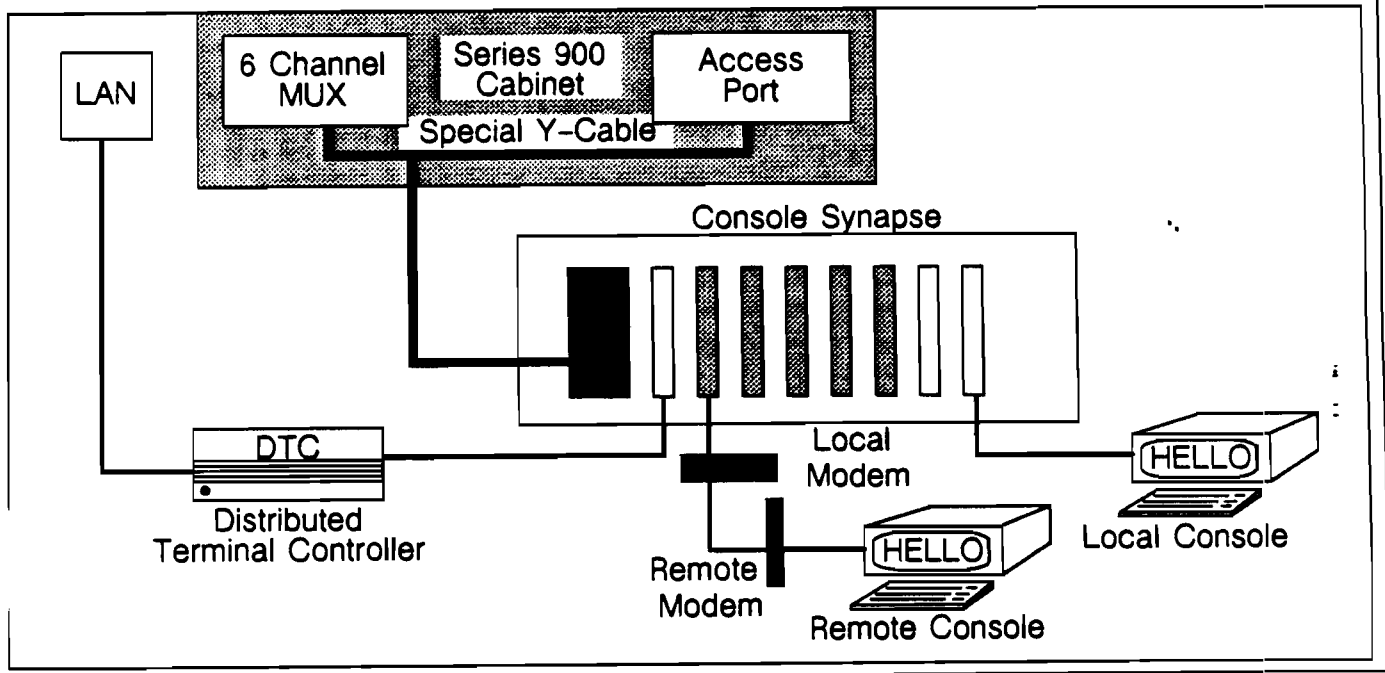 LAN
6 Channel
MUX
Series 900
Cabinet
Access
Port
Special Y-Cable
Console Synapse
DTC
Distributed
Terminal Controller
Local
Modem
HELLO
Local Console
Remote
Modem
HELLO
Remote Console